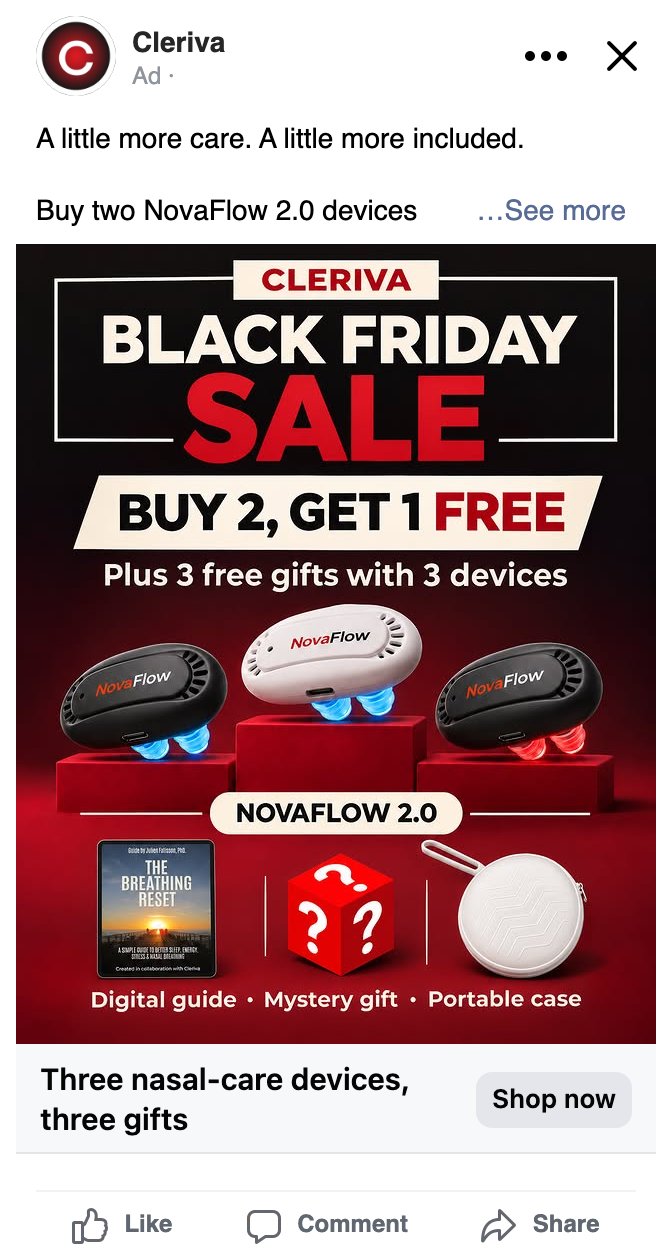 C
Cleriva
Ad ·
A little more care. A little more included.
Buy two NovaFlow 2.0 devices ...See more
CLERIVA
BLACK FRIDAY
SALE
BUY 2, GET 1 FREE
Plus 3 free gifts with 3 devices
NovaFlow
NovaFlow
NovaFlow
NOVAFLOW 2.0
Guide by Julien Falisson, PhD.
THE
BREATHING
RESET
A SIMPLE GUIDE TO BETTER SLEEP, ENERGY,
STRESS & NASAL BREATHING
Created in collaboration with Cleriva
? ? ?
Digital guide • Mystery gift • Portable case
Three nasal-care devices,
three gifts
Shop now
Like Comment Share